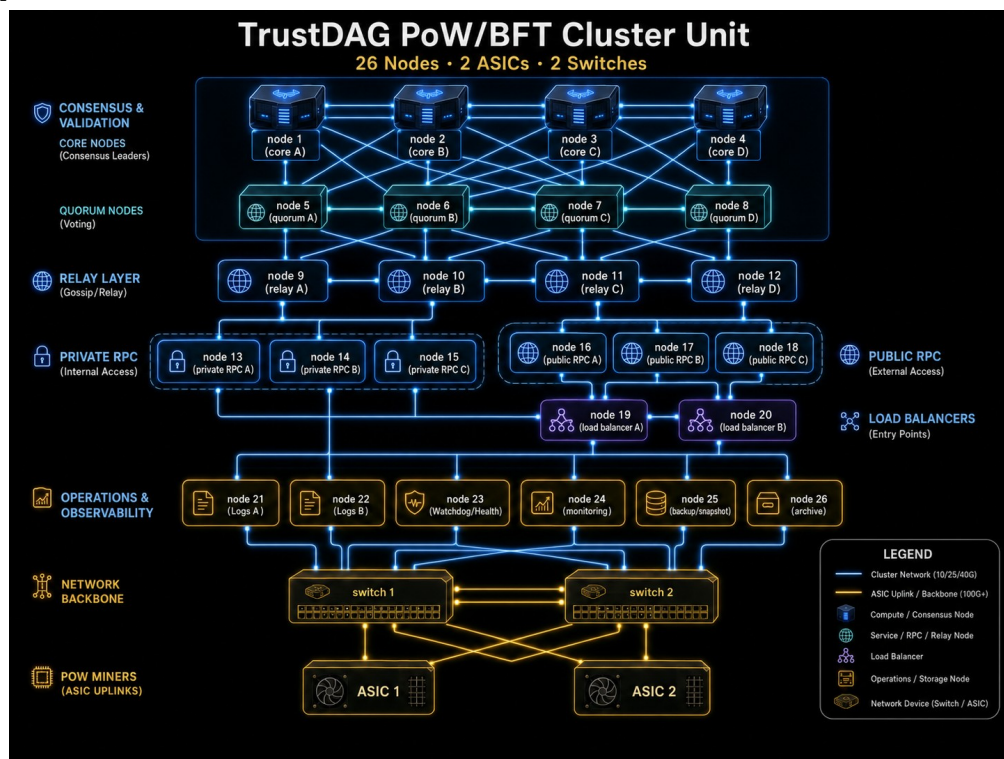 TrustDAG PoW/BFT Cluster Unit
26 Nodes · 2 ASICs · 2 Switches
CONSENSUS &
VALIDATION
CORE NODES
(Consensus Leaders)
node 1
(core A)
node 2
(core B)
node 3
(core C)
node 4
(core D)
QUORUM NODES
(Voting)
node 5
(quorum A)
node 6
(quorum B)
node 7
(quorum C)
node 8
(quorum D)
RELAY LAYER
(Gossip/Relay)
node 9
(relay A)
node 10
(relay B)
node 11
(relay C)
node 12
(relay D)
PRIVATE RPC
(Internal Access)
node 13
(private RPC A)
node 14
(private RPC B)
node 15
(private RPC C)
node 16
(public RPC A)
node 17
(public RPC B)
node 18
(public RPC C)
PUBLIC RPC
(External Access)
node 19
(load balancer A)
node 20
(load balancer B)
LOAD BALANCERS
(Entry Points)
OPERATIONS &
OBSERVABILITY
node 21
(Logs A)
node 22
(Logs B)
node 23
(Watchdog/Health)
node 24
(monitoring)
node 25
(backup/snapshot)
node 26
(archive)
NETWORK
BACKBONE
switch 1
switch 2
POW MINERS
(ASIC UPLINKS)
ASIC 1
ASIC 2
LEGEND
Cluster Network (10/25/40G)
ASIC Uplink / Backbone (100G+)
Compute / Consensus Node
Service / RPC / Relay Node
Load Balancer
Operations / Storage Node
Network Device (Switch / ASIC)